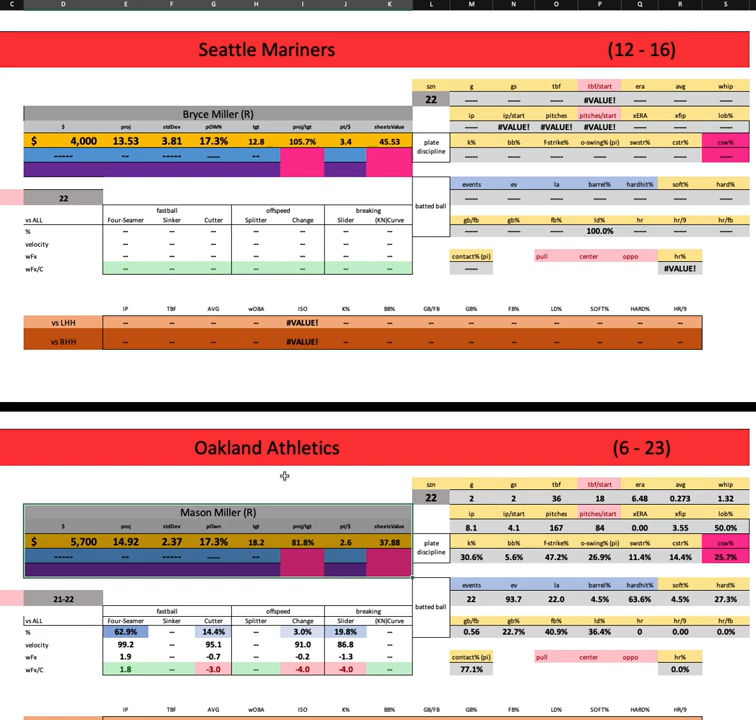 C D E F G H I J K L M N O P Q R S
Seattle Mariners (12 - 16)
szn g gs tbf tbf/start era avg whip
22 ----- ----- ----- #VALUE! ----- ----- -----
Bryce Miller (R)
ip ip/start pitches pitches/start xERA xfip lob%
$ proj stdDev pOWN tgt proj/tgt pt/$ sheetsValue
----- #VALUE! #VALUE! #VALUE! ----- ----- -----
$ 4,000 13.53 3.81 17.3% 12.8 105.7% 3.4 45.53
plate discipline
k% bb% f-strike% o-swing% (pi) swstr% cstr% csw%
----- -- ----- ----- --
----- ----- ----- ----- ----- ----- -----
22
batted ball
events ev la barrel% hardhit% soft% hard%
----- ----- ----- ----- ----- ----- -----
fastball offspeed breaking
vs ALL Four-Seamer Sinker Cutter Splitter Change Slider (KN)Curve
gb/fb gb% fb% ld% hr hr/9 hr/fb
% -- -- -- -- -- -- --
----- ----- ----- 100.0% ----- ----- -----
velocity -- -- -- -- -- -- --
wFx -- -- -- -- -- -- --
contact% (pi) pull center oppo hr%
wFx/C -- -- -- -- -- -- --
----- #VALUE!
IP TBF AVG wOBA ISO K% BB% GB/FB GB% FB% LD% SOFT% HARD% HR/9
vs LHH -- -- -- -- #VALUE! -- -- -- -- -- -- -- -- --
vs RHH -- -- -- -- #VALUE! -- -- -- -- -- -- -- -- --
Oakland Athletics (6 - 23)
szn g gs tbf tbf/start era avg whip
22 2 2 36 18 6.48 0.273 1.32
Mason Miller (R)
ip ip/start pitches pitches/start xERA xfip lob%
$ proj stdDev pOwn tgt proj/tgt pt/$ sheetsValue
8.1 4.1 167 84 0.00 3.55 50.0%
$ 5,700 14.92 2.37 17.3% 18.2 81.8% 2.6 37.88
plate discipline
k% bb% f-strike% o-swing% (pi) swstr% cstr% csw%
----- -- ----- ----- --
30.6% 5.6% 47.2% 26.9% 11.4% 14.4% 25.7%
21-22
batted ball
events ev la barrel% hardhit% soft% hard%
22 93.7 22.0 4.5% 63.6% 4.5% 27.3%
fastball offspeed breaking
vs ALL Four-Seamer Sinker Cutter Splitter Change Slider (KN)Curve
gb/fb gb% fb% ld% hr hr/9 hr/fb
% 62.9% -- 14.4% -- 3.0% 19.8% --
0.56 22.7% 40.9% 36.4% 0 0.00 0.0%
velocity 99.2 -- 95.1 -- 91.0 86.8 --
wFx 1.9 -- -0.7 -- -0.2 -1.3 --
contact% (pi) pull center oppo hr%
wFx/C 1.8 -- -3.0 -- -4.0 -4.0 --
77.1% 0.0%
IP TBF AVG wOBA ISO K% BB% GB/FB GB% FB% LD% SOFT% HARD% HR/9